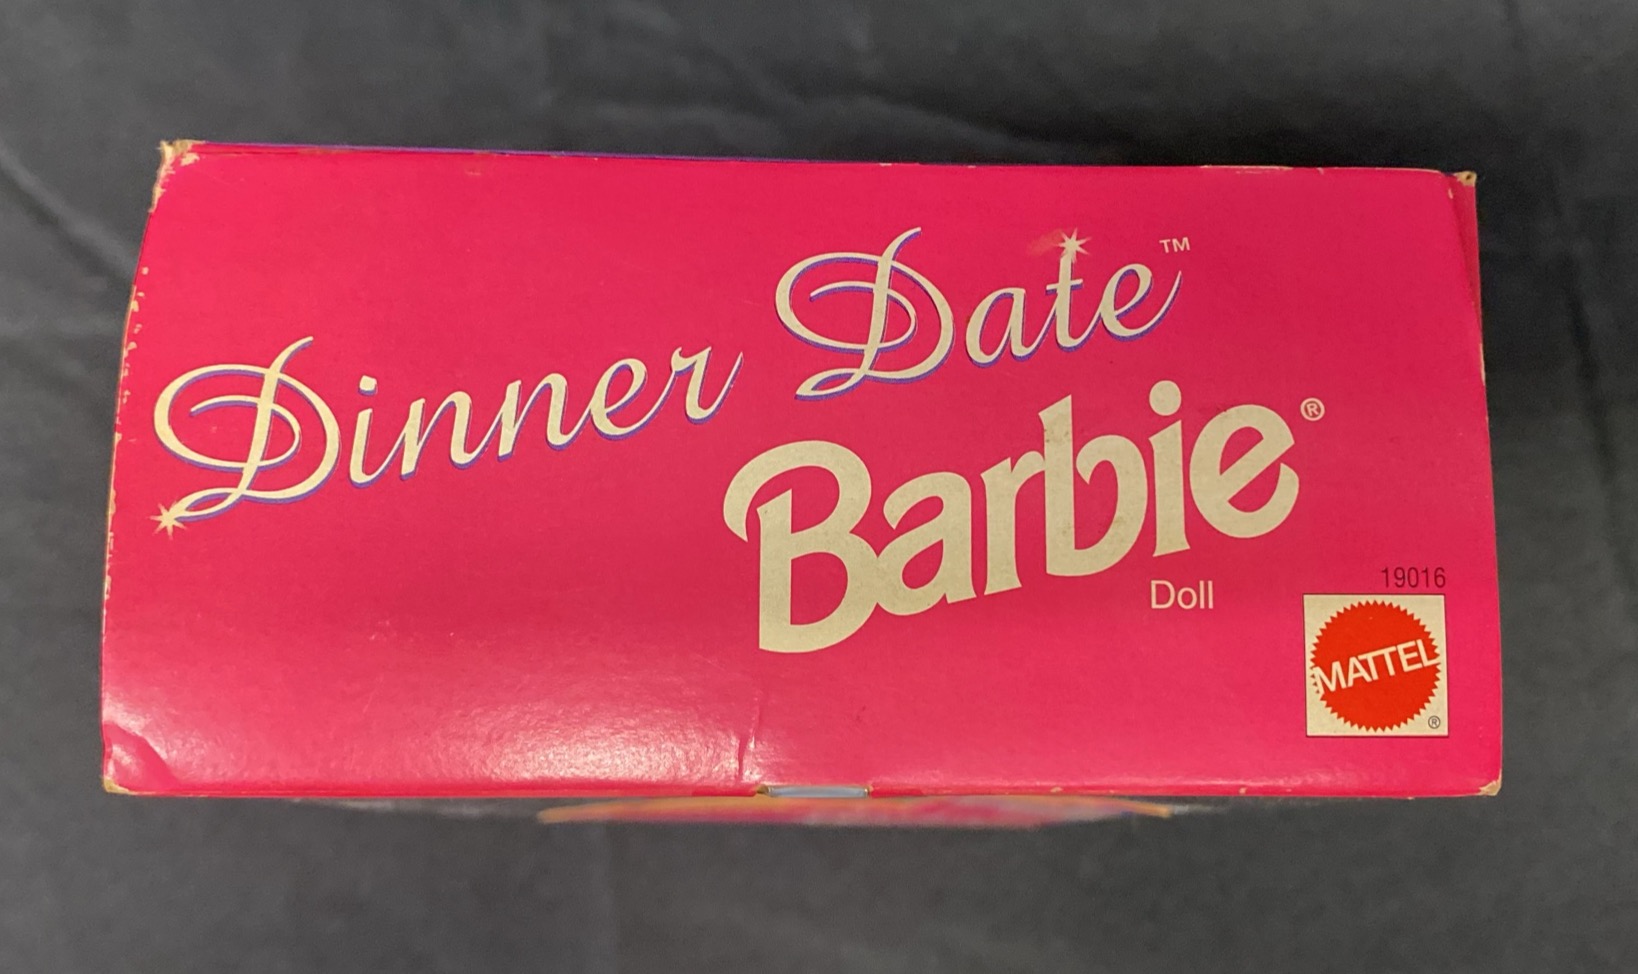 Dinner Date™
Barbie®
Doll
19016
MATTEL
®